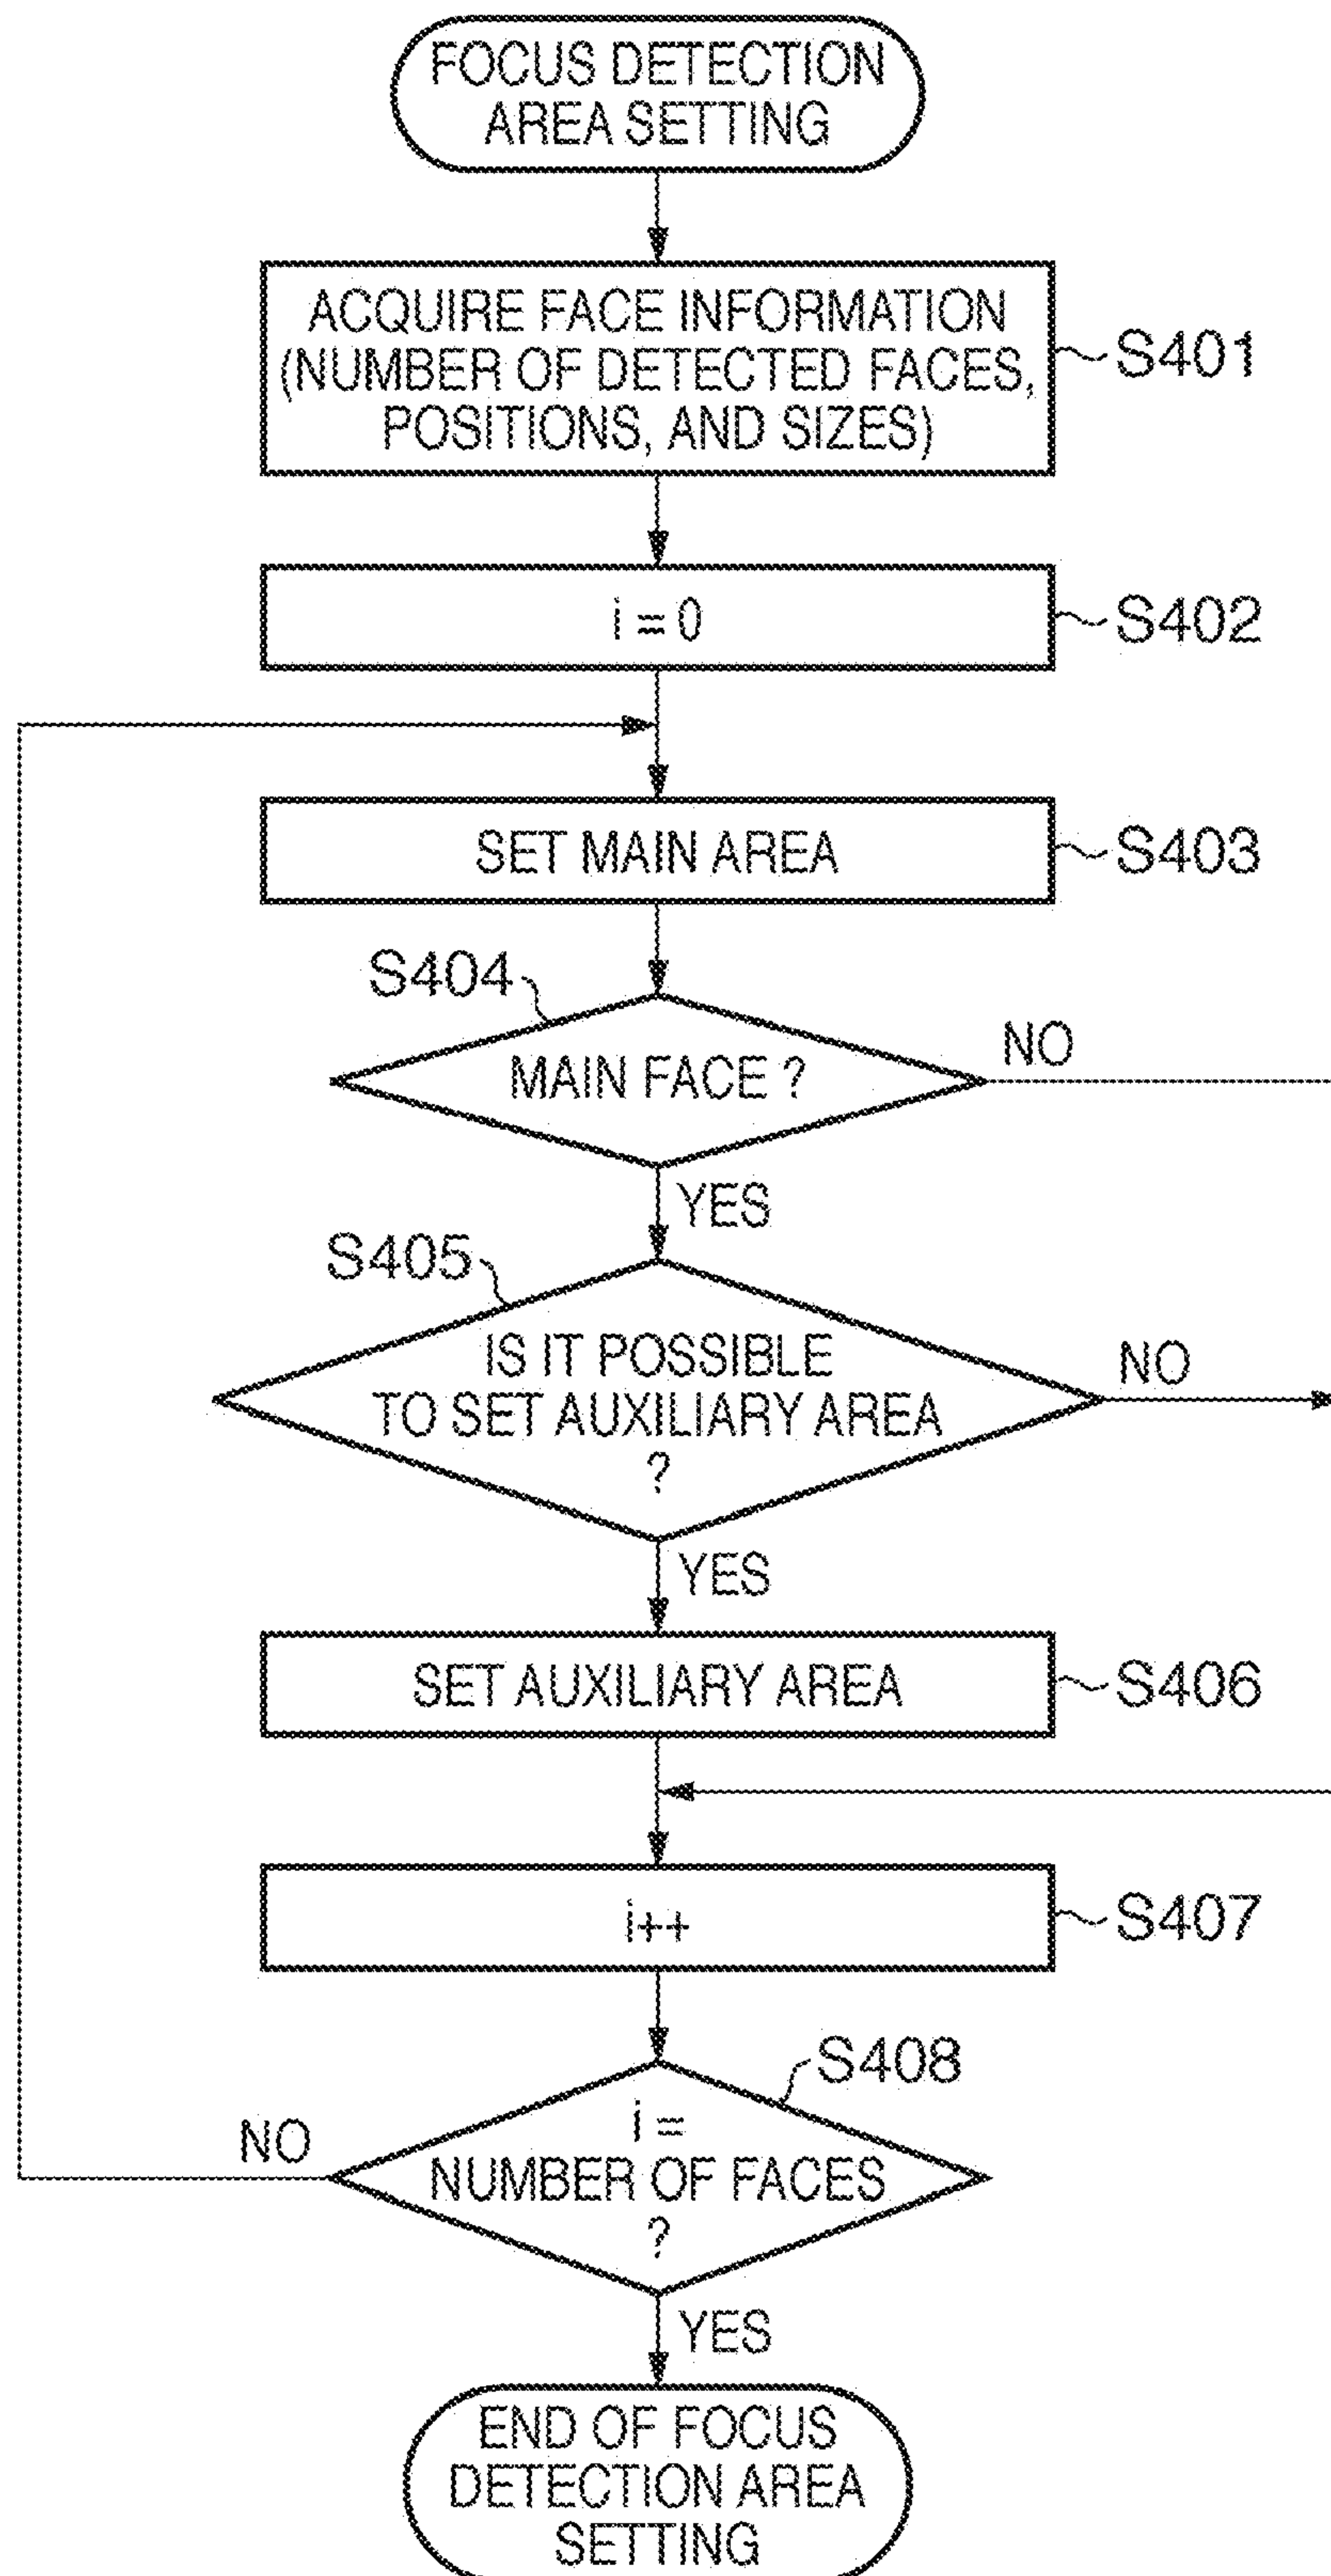 FOCUS DETECTION
AREA SETTING
ACQUIRE FACE INFORMATION
(NUMBER OF DETECTED FACES,
POSITIONS, AND SIZES)
S401
i = 0
S402
SET MAIN AREA
S403
S404
MAIN FACE ?
NO
YES
S405
IS IT POSSIBLE
TO SET AUXILIARY AREA
?
NO
YES
SET AUXILIARY AREA
S406
i++
S407
S408
i =
NUMBER OF FACES
?
NO
YES
END OF FOCUS
DETECTION AREA
SETTING